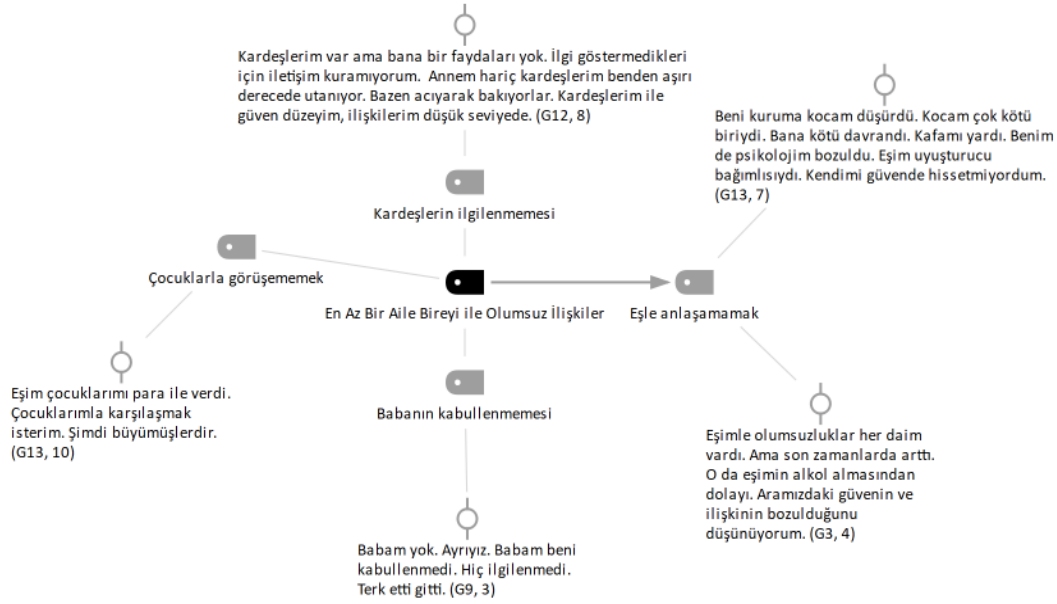 Kardeşlerim var ama bana bir faydaları yok. İlgi göstermedikleri
için iletişim kuramıyorum.  Annem hariç kardeşlerim benden aşırı
derecede utanıyor. Bazen acıyarak bakıyorlar. Kardeşlerim ile
güven düzeyim, ilişkilerim düşük seviyede. (G12, 8)
Beni kuruma kocam düşürdü. Kocam çok kötü
biriydi. Bana kötü davrandı. Kafamı yardı. Benim
de psikolojim bozuldu. Eşim uyuşturucu
bağımlısıydı. Kendimi güvende hissetmiyordum.
(G13, 7)
Kardeşlerin ilgilenmemesi
Çocuklarla görüşememek
En Az Bir Aile Bireyi ile Olumsuz İlişkiler
Eşle anlaşamamak
Eşim çocuklarımı para ile verdi.
Çocuklarımla karşılaşmak
isterim. Şimdi büyümüşlerdir.
(G13, 10)
Babanın kabullenmemesi
Eşimle olumsuzluklar her daim
vardı. Ama son zamanlarda arttı.
O da eşimin alkol almasından
dolayı. Aramızdaki güvenin ve
ilişkinin bozulduğunu
düşünüyorum. (G3, 4)
Babam yok. Ayrıyız. Babam beni
kabullenmedi. Hiç ilgilenmedi.
Terk etti gitti. (G9, 3)